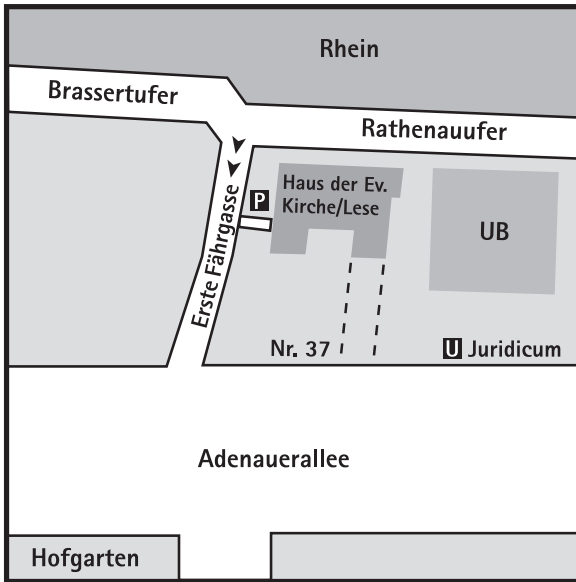 Rhein
Brassertufer
Rathenauufer
P
Haus der Ev.
Kirche/Lese
Erste Fährgasse
UB
Nr. 37
U Juridicum
Adenauerallee
Hofgarten